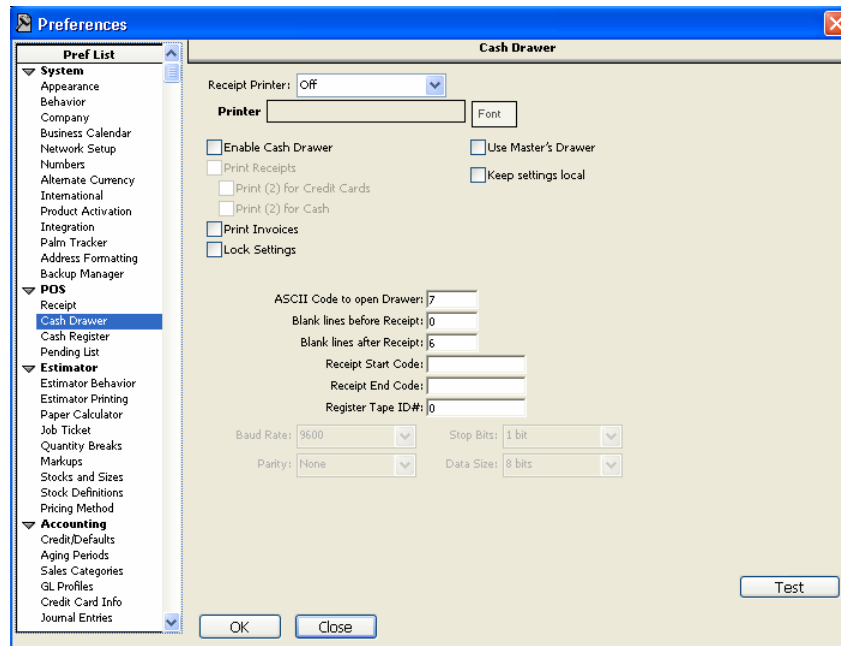 Preferences
Pref List
System
Appearance
Behavior
Company
Business Calendar
Network Setup
Numbers
Alternate Currency
International
Product Activation
Integration
Palm Tracker
Address Formatting
Backup Manager
POS
Receipt
Cash Drawer
Cash Register
Pending List
Estimator
Estimator Behavior
Estimator Printing
Paper Calculator
Job Ticket
Quantity Breaks
Markups
Stocks and Sizes
Stock Definitions
Pricing Method
Accounting
Credit/Defaults
Aging Periods
Sales Categories
GL Profiles
Credit Card Info
Journal Entries
Cash Drawer
Receipt Printer: Off
Printer Font
Enable Cash Drawer Use Master's Drawer
Print Receipts Keep settings local
Print (2) for Credit Cards
Print (2) for Cash
Print Invoices
Lock Settings
ASCII Code to open Drawer: 7
Blank lines before Receipt: 0
Blank lines after Receipt: 6
Receipt Start Code:
Receipt End Code:
Register Tape ID#: 0
Baud Rate: 9600 Stop Bits: 1 bit
Parity: None Data Size: 8 bits
Test
OK Close